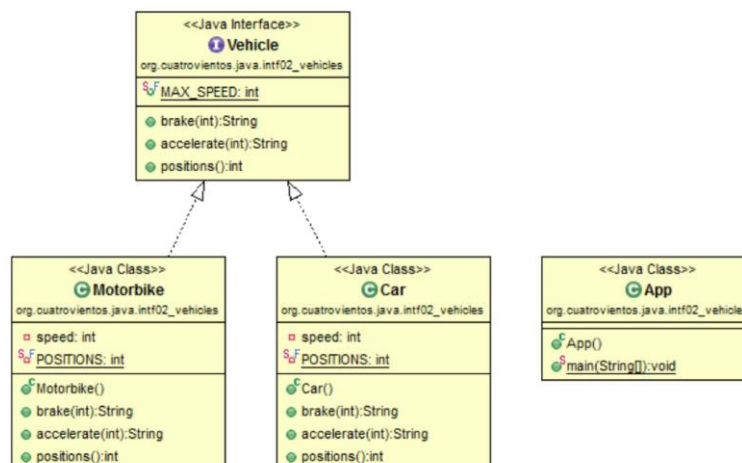 <<Java Interface>>
Vehicle
org.cuatrovientos.java.intf02_vehicles
MAX_SPEED: int
brake(int):String
accelerate(int):String
positions():int
<<Java Class>>
Motorbike
org.cuatrovientos.java.intf02_vehicles
speed: int
POSITIONS: int
Motorbike()
brake(int):String
accelerate(int):String
positions():int
<<Java Class>>
Car
org.cuatrovientos.java.intf02_vehicles
speed: int
POSITIONS: int
Car()
brake(int):String
accelerate(int):String
positions():int
<<Java Class>>
App
org.cuatrovientos.java.intf02_vehicle
App()
main(String[]):void